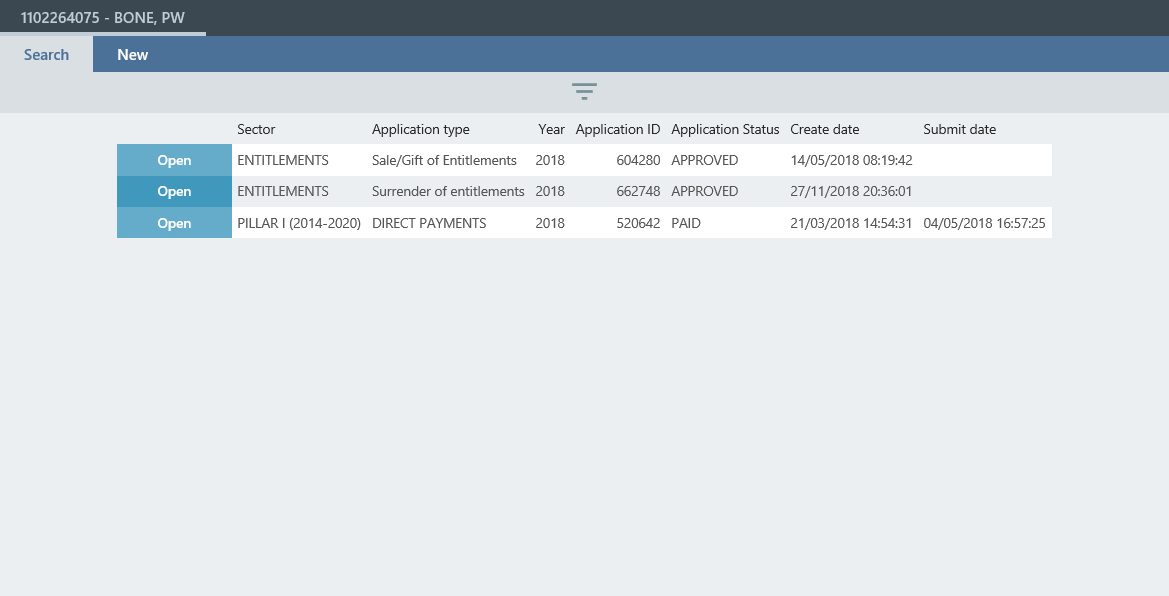 1102264075 - BONE, PW
Search New
Sector Application type Year Application ID Application Status Create date Submit date
Open ENTITLEMENTS Sale/Gift of Entitlements 2018 604280 APPROVED 14/05/2018 08:19:42
Open ENTITLEMENTS Surrender of entitlements 2018 662748 APPROVED 27/11/2018 20:36:01
Open PILLAR I (2014-2020) DIRECT PAYMENTS 2018 520642 PAID 21/03/2018 14:54:31 04/05/2018 16:57:25